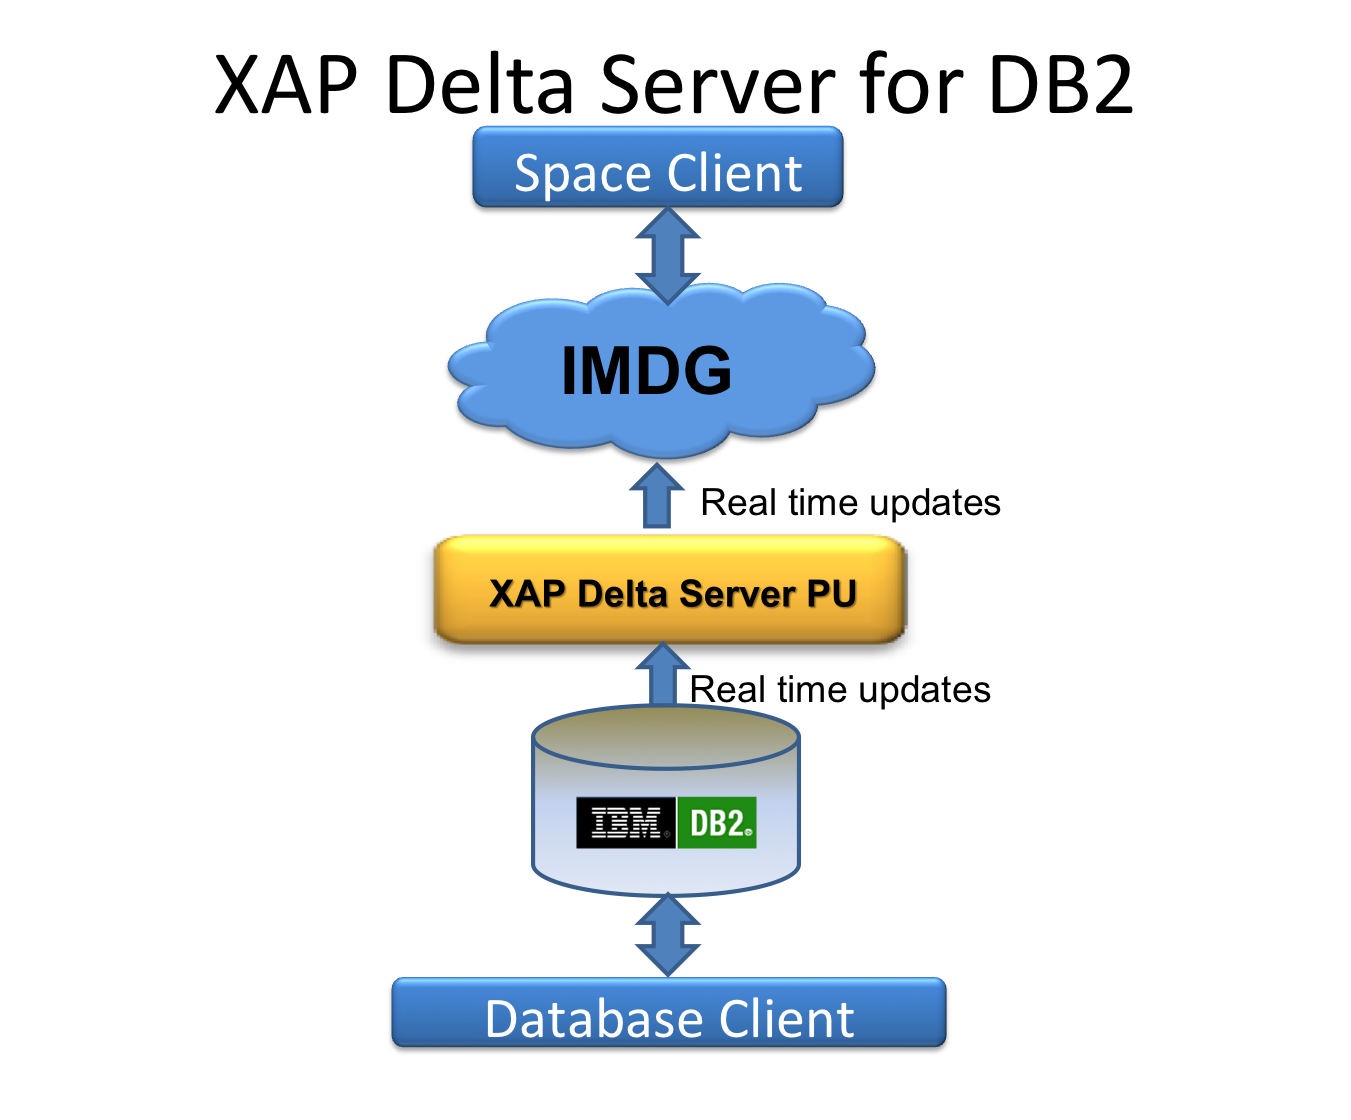 XAP Delta Server for DB2
Space Client
IMDG
Real time updates
XAP Delta Server PU
Real time updates
IBM® DB2®
Database Client